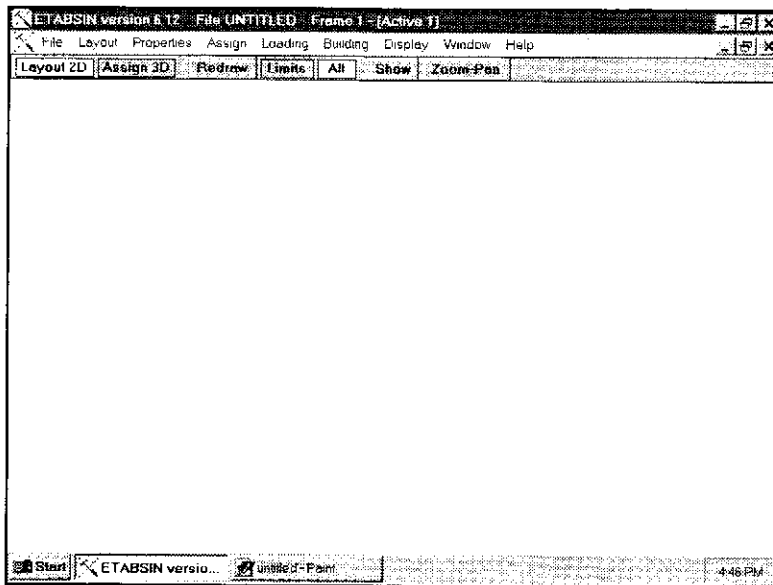 ETABSIN version 6.12 File UNTITLED Frame 1 - [Active 1]
File Layout Properties Assign Loading Building Display Window Help
Layout 2D Assign 3D Redraw Limits All Show Zoom-Pan
Start ETABSIN versio... untitled - Paint 4:46 PM